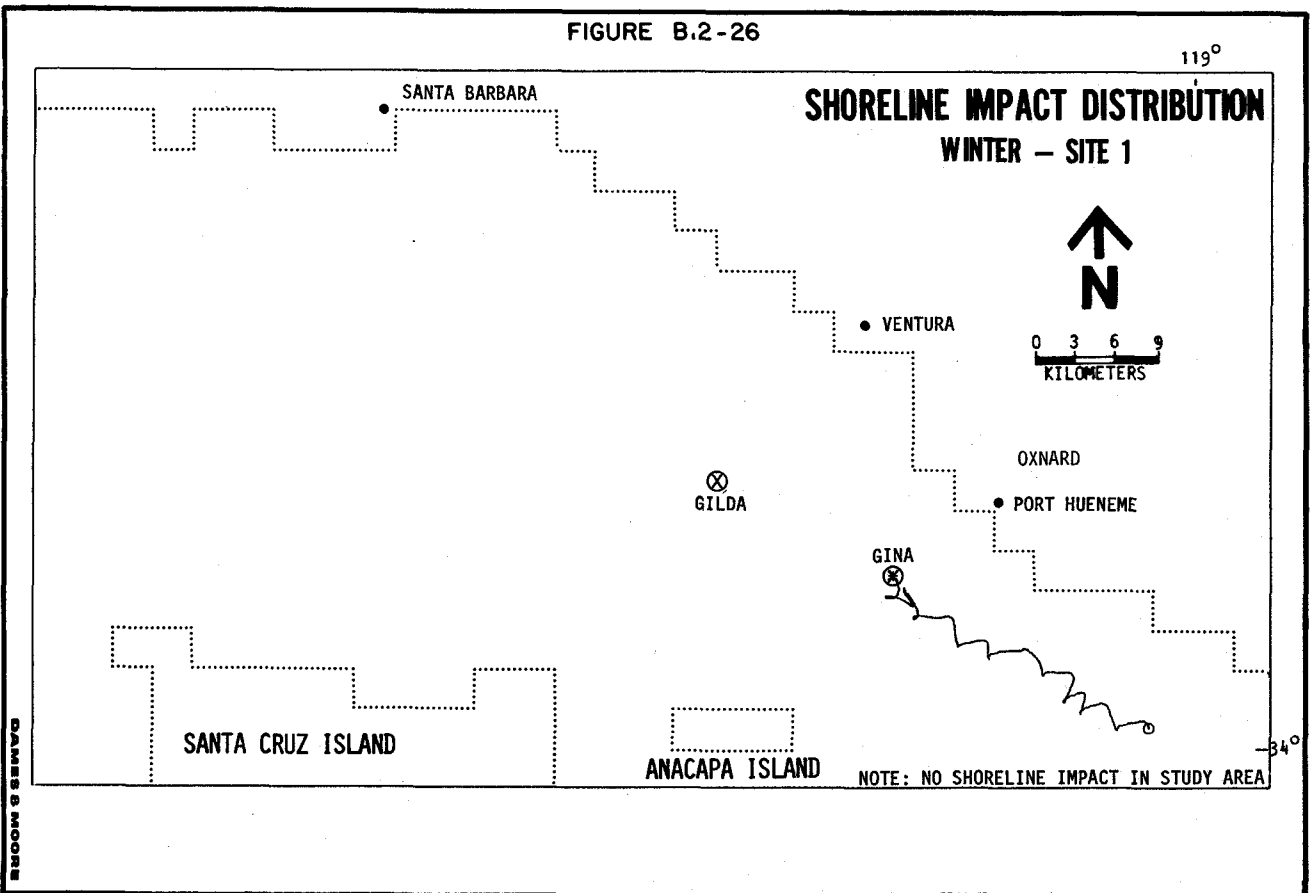 FIGURE B.2-26
119°
SANTA BARBARA
SHORELINE IMPACT DISTRIBUTION
WINTER – SITE 1
N
VENTURA
0 3 6 9
KILOMETERS
OXNARD
GILDA
PORT HUENEME
GINA
SANTA CRUZ ISLAND
ANACAPA ISLAND
34°
NOTE: NO SHORELINE IMPACT IN STUDY AREA
DAMES & MOORE